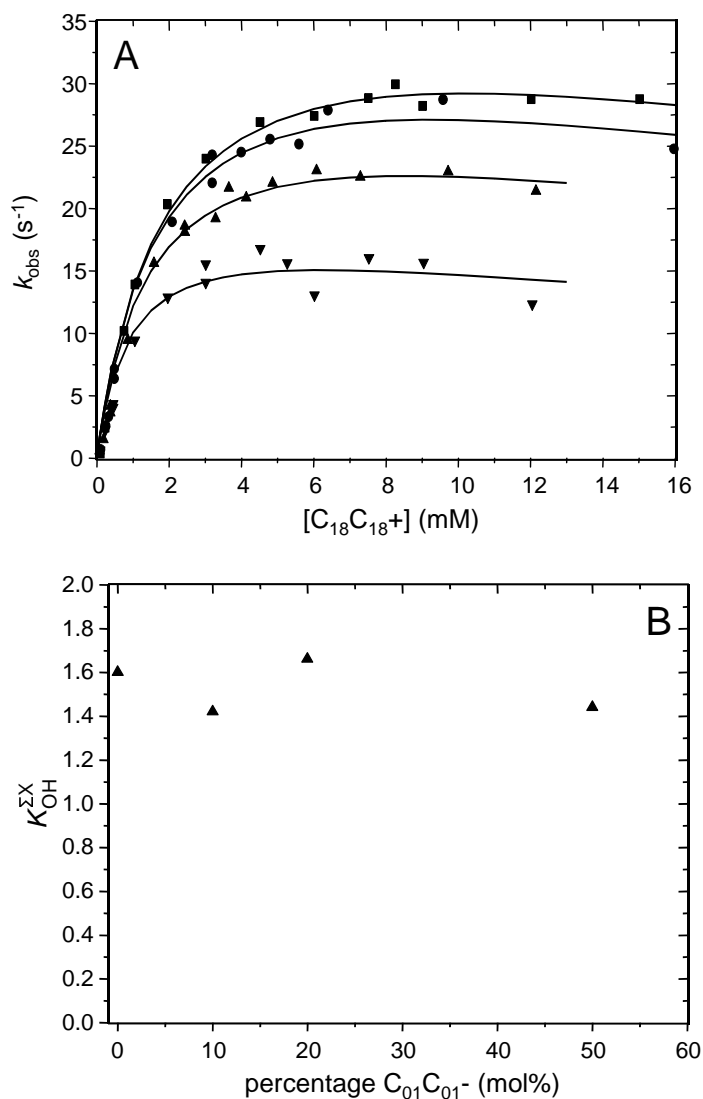 A
35
30
25
20
15
10
5
0
k_obs (s⁻¹)
0 2 4 6 8 10 12 14 16
[C₁₈C₁₈+] (mM)
B
2.0
1.8
1.6
1.4
1.2
1.0
0.8
0.6
0.4
0.2
0.0
K_OH^ΣX
0 10 20 30 40 50 60
percentage C₀₁C₀₁- (mol%)